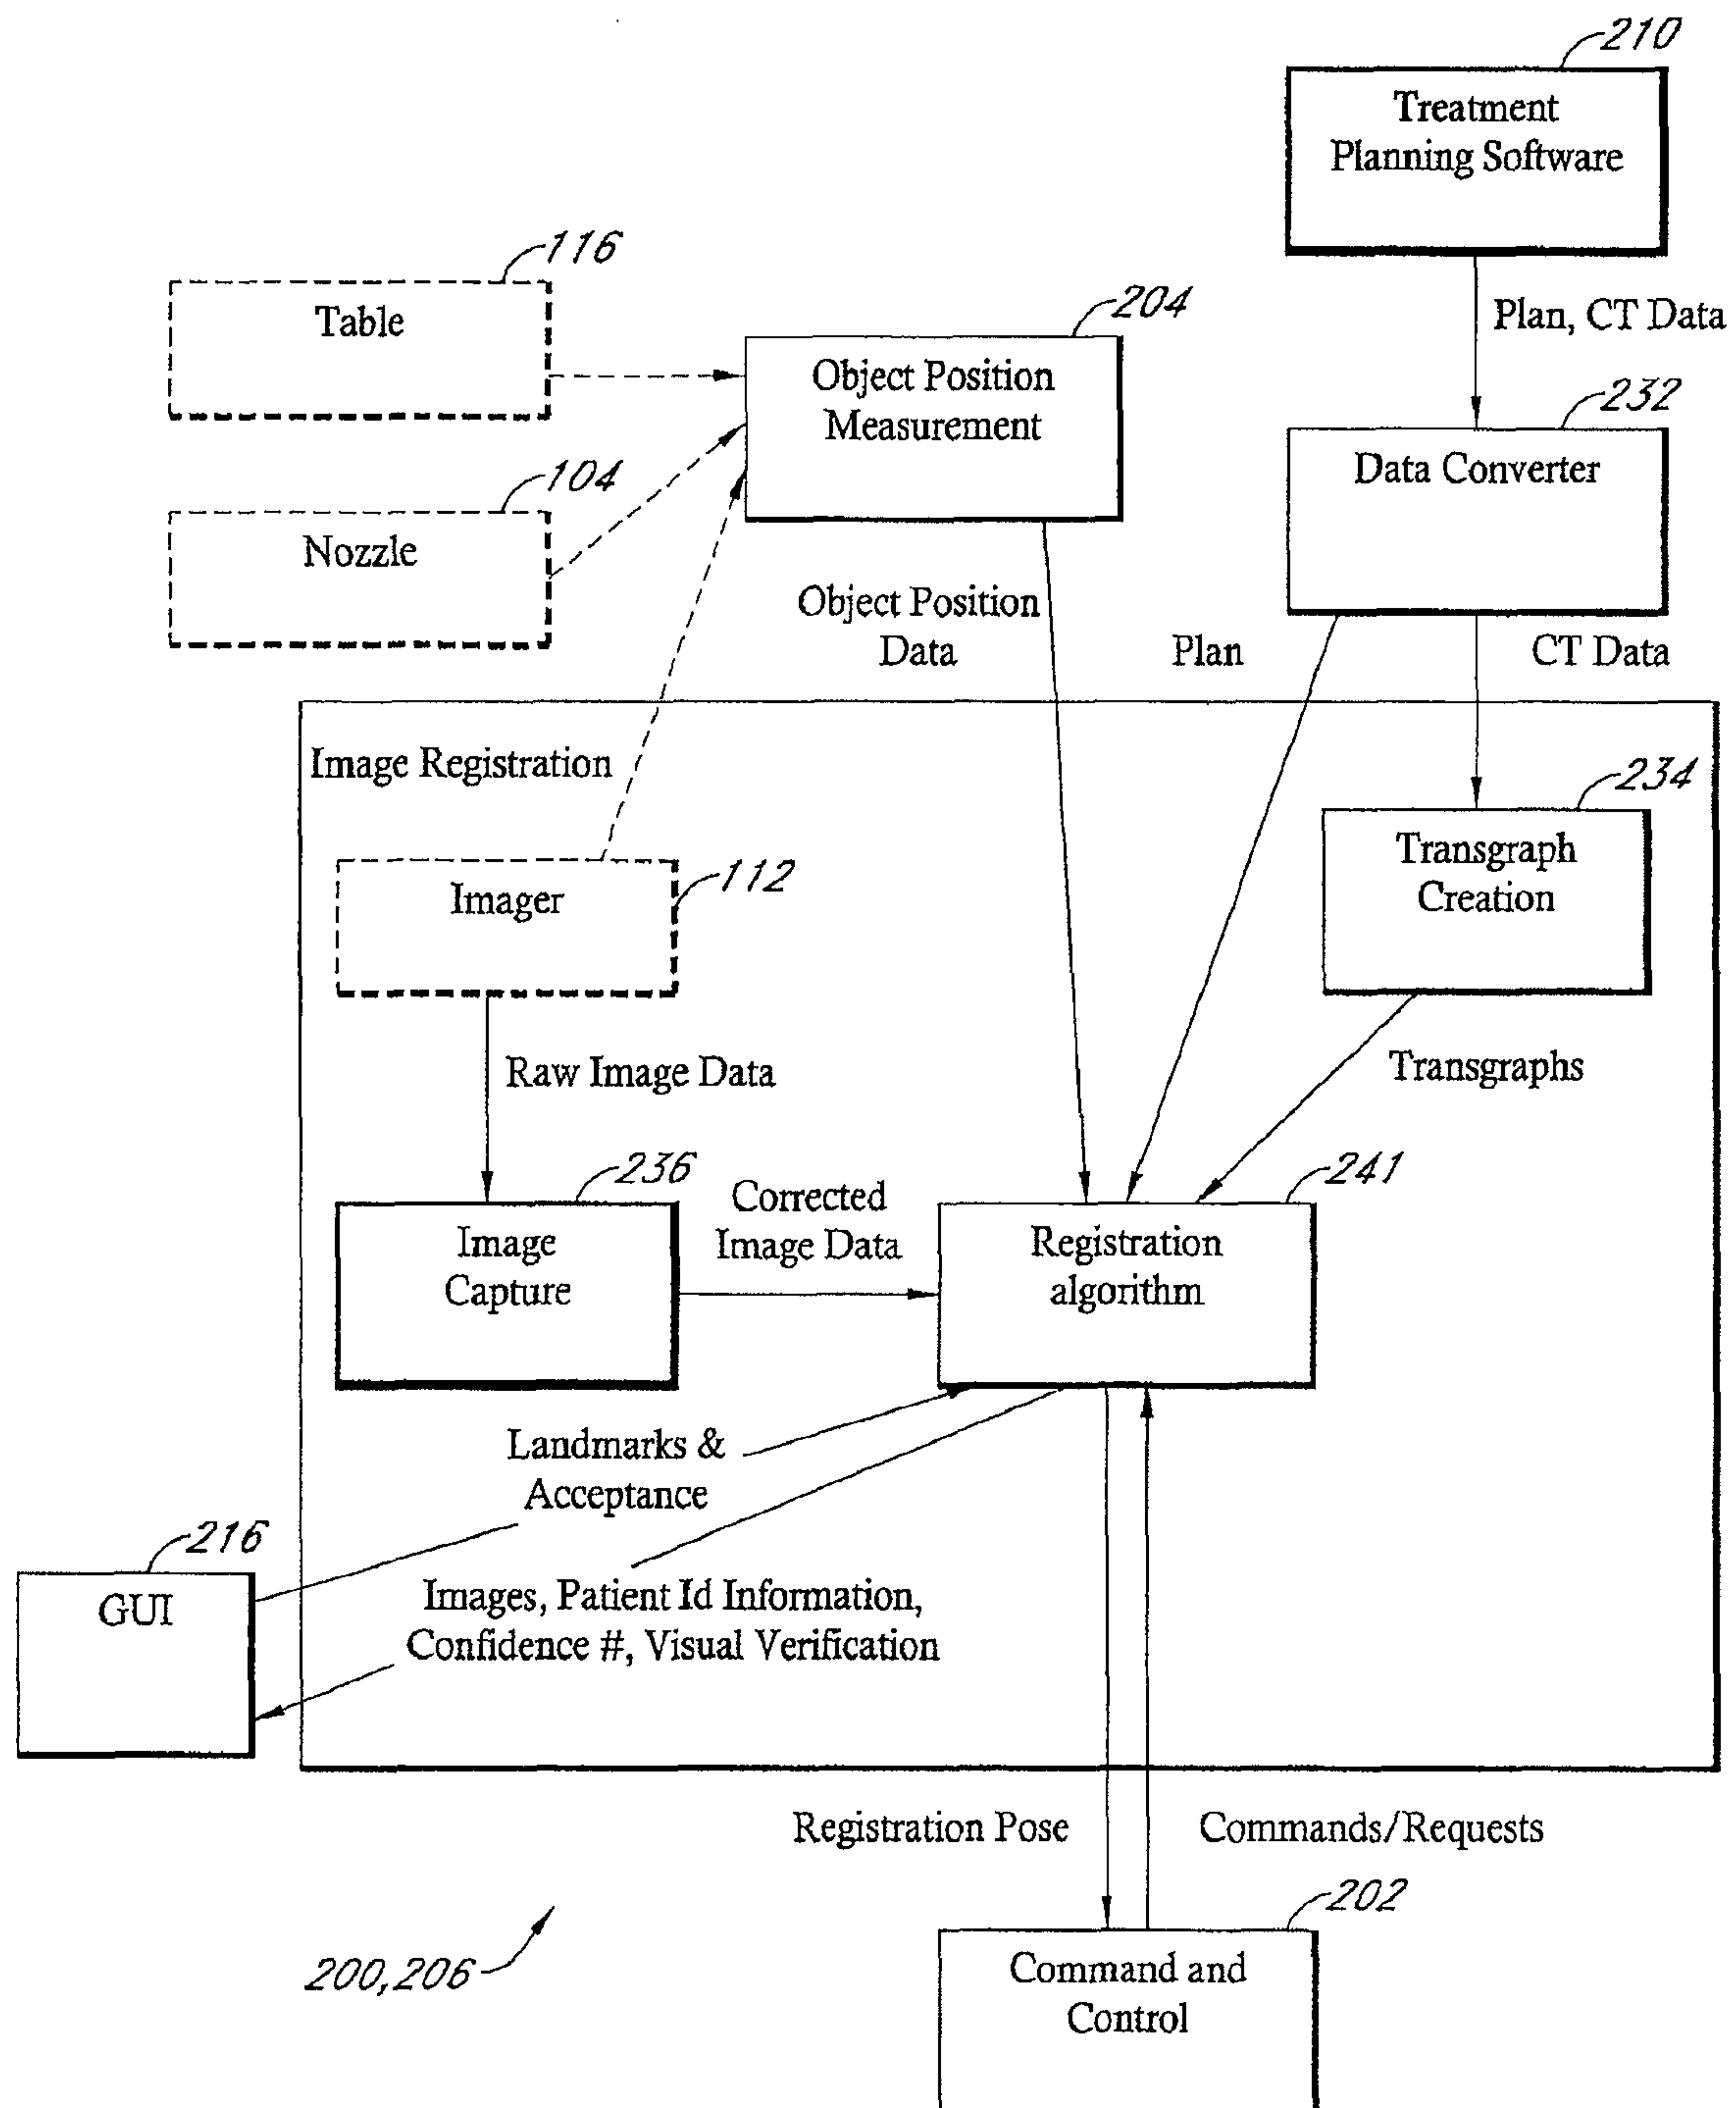 210
Treatment
Planning Software
116
Table
204
Object Position
Measurement
Plan, CT Data
232
Data Converter
104
Nozzle
Object Position
Data
Plan
CT Data
Image Registration
234
Transgraph
Creation
112
Imager
Raw Image Data
Transgraphs
236
Image
Capture
Corrected
Image Data
241
Registration
algorithm
Landmarks &
Acceptance
216
GUI
Images, Patient Id Information,
Confidence #, Visual Verification
Registration Pose
Commands/Requests
202
Command and
Control
200,206